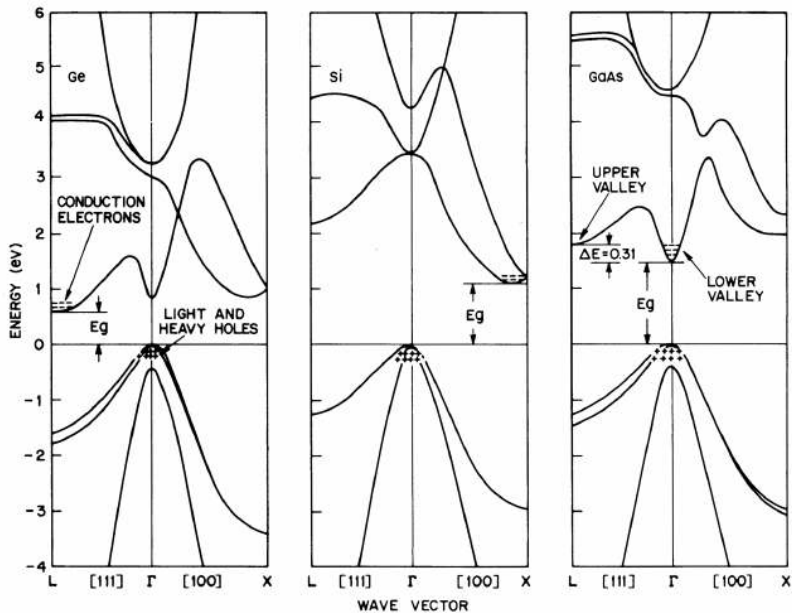 6
5
4
3
2
1
0
-1
-2
-3
-4
ENERGY (eV)
Ge
CONDUCTION
ELECTRONS
Eg
LIGHT AND
HEAVY HOLES
L [111] Γ [100] X
Si
Eg
L [111] Γ [100] X
GaAs
UPPER
VALLEY
ΔE=0.31
LOWER
VALLEY
Eg
L [111] Γ [100] X
WAVE VECTOR